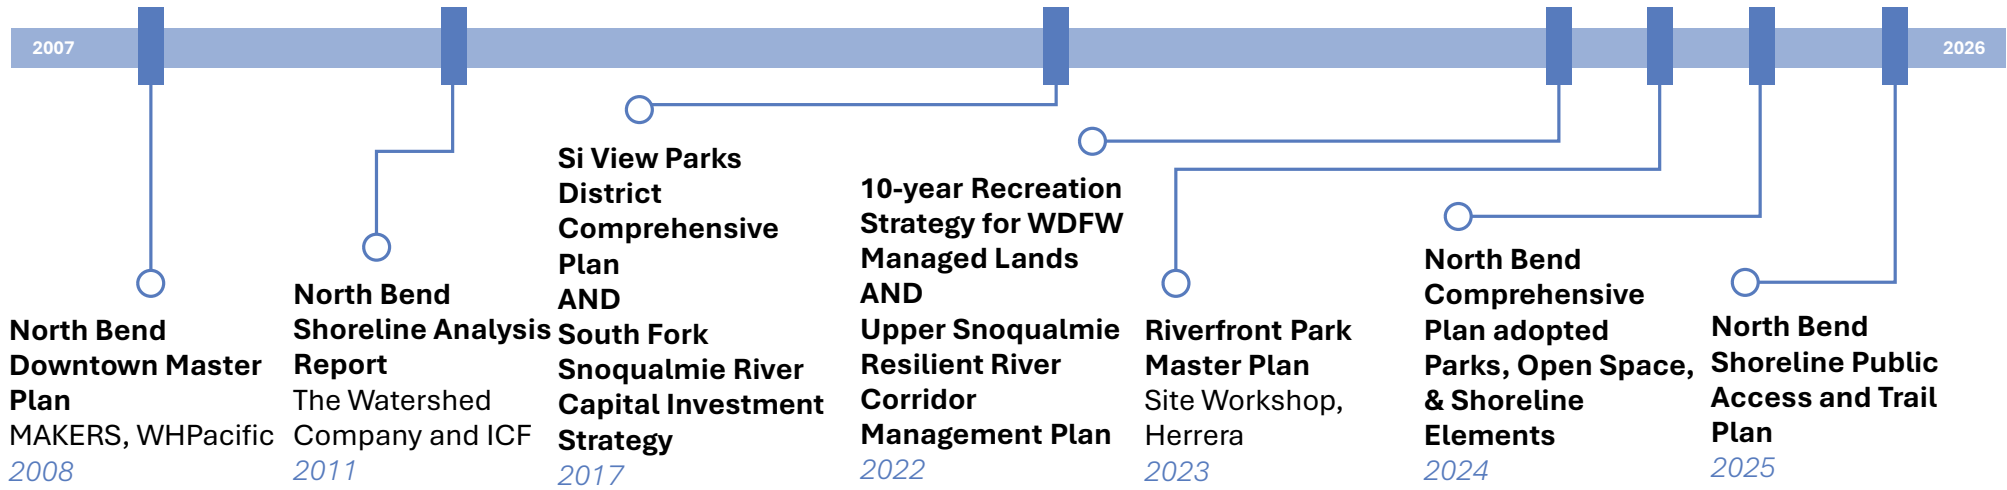 2007
2026
North Bend
Downtown Master
Plan
MAKERS, WHPacific
2008
North Bend
Shoreline Analysis
Report
The Watershed
Company and ICF
2011
Si View Parks
District
Comprehensive
Plan
AND
South Fork
Snoqualmie River
Capital Investment
Strategy
2017
10-year Recreation
Strategy for WDFW
Managed Lands
AND
Upper Snoqualmie
Resilient River
Corridor
Management Plan
2022
Riverfront Park
Master Plan
Site Workshop,
Herrera
2023
North Bend
Comprehensive
Plan adopted
Parks, Open Space,
& Shoreline
Elements
2024
North Bend
Shoreline Public
Access and Trail
Plan
2025